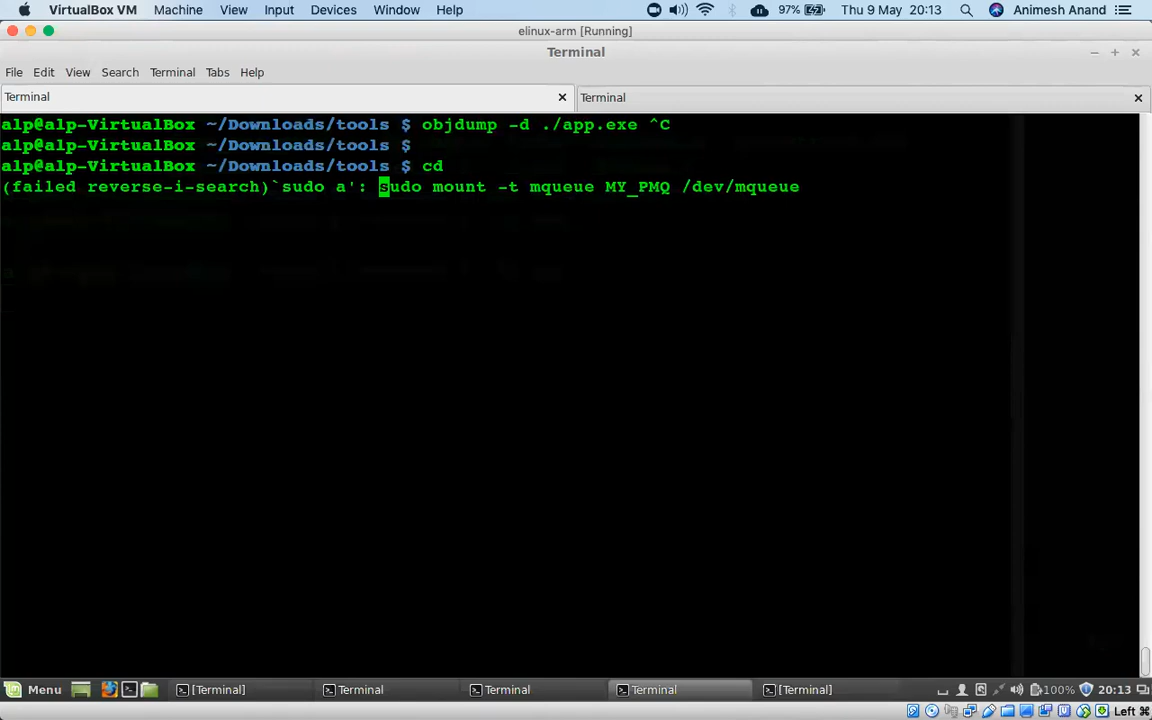 VirtualBox VM Machine View Input Devices Window Help 97% Thu 9 May 20:13 Animesh Anand
elinux-arm [Running]
Terminal
File Edit View Search Terminal Tabs Help
Terminal Terminal
alp@alp-VirtualBox ~/Downloads/tools $ objdump -d ./app.exe ^C
alp@alp-VirtualBox ~/Downloads/tools $
alp@alp-VirtualBox ~/Downloads/tools $ cd
(failed reverse-i-search)`sudo a': sudo mount -t mqueue MY_PMQ /dev/mqueue
Menu [Terminal] Terminal Terminal Terminal [Terminal] 100% 20:13
Left ⌘